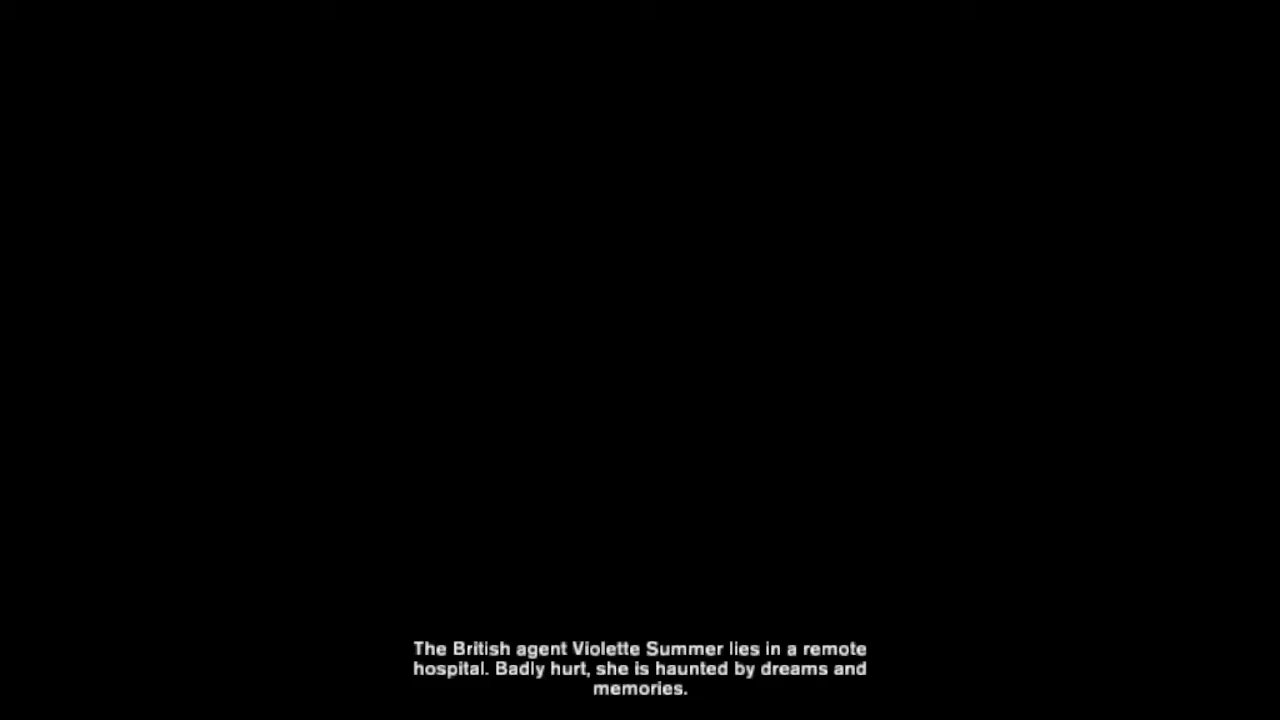 The British agent Violette Summer lies in a remote
hospital. Badly hurt, she is haunted by dreams and
memories.